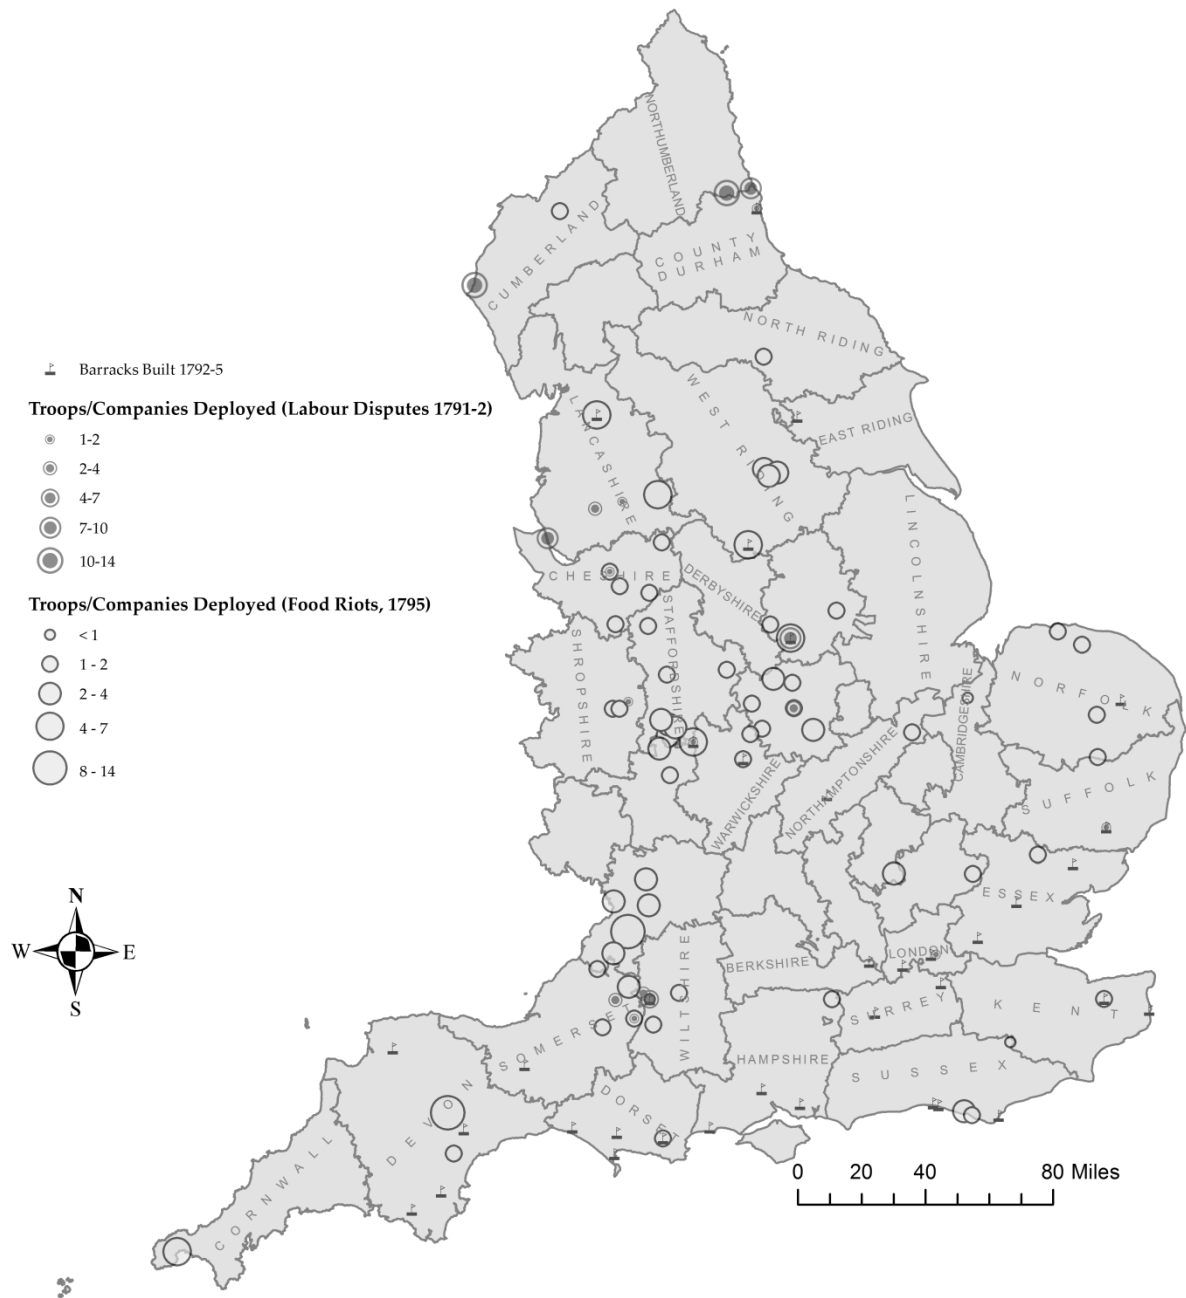 NORTHUMBERLAND
CUMBERLAND
COUNTY
DURHAM
NORTH RIDING
Barracks Built 1792-5
Troops/Companies Deployed (Labour Disputes 1791-2)
1-2
2-4
4-7
7-10
10-14
Troops/Companies Deployed (Food Riots, 1795)
< 1
1 - 2
2 - 4
4 - 7
8 - 14
WEST RIDING
LANCASHIRE
EAST RIDING
LINCOLNSHIRE
CHESHIRE
DERBYSHIRE
STAFFORDSHIRE
SHROPSHIRE
NORFOLK
CAMBRIDGESHIRE
NORTHAMPTONSHIRE
WARWICKSHIRE
SUFFOLK
ESSEX
N
W E
S
WILTSHIRE
BERKSHIRE
LONDON
SURREY
KENT
SOMERSET
HAMPSHIRE
SUSSEX
DORSET
DEVON
CORNWALL
0 20 40 80 Miles